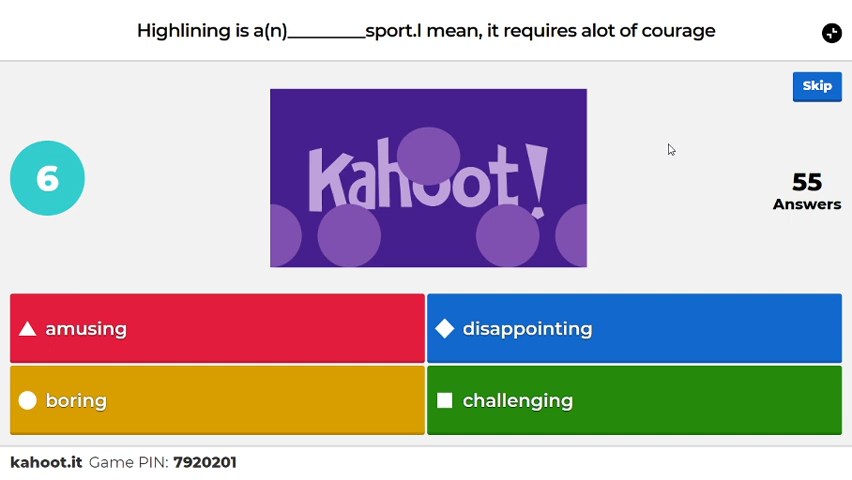 Highlining is a(n)_________sport.I mean, it requires alot of courage
Skip
6
Kahoot!
55
Answers
amusing
disappointing
boring
challenging
kahoot.it Game PIN: 7920201